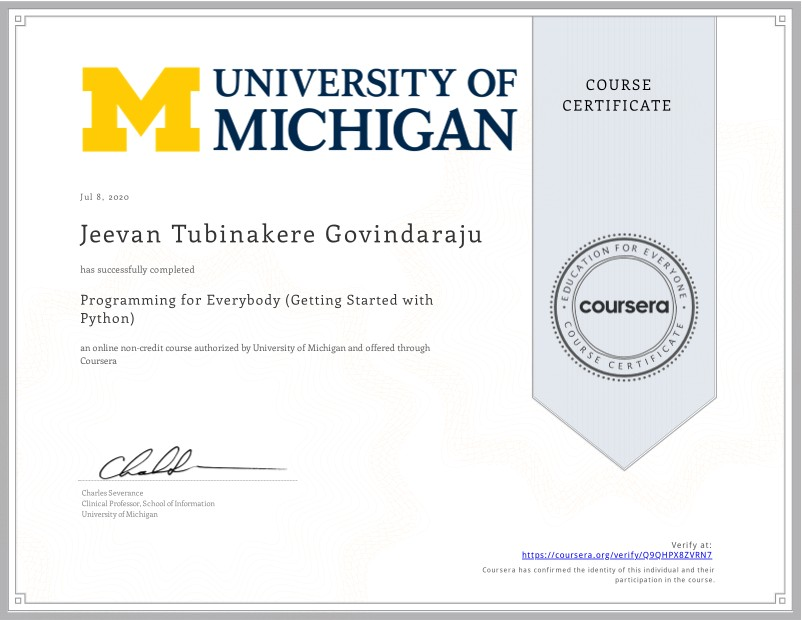 UNIVERSITY OF
MICHIGAN
COURSE
CERTIFICATE
Jul 8, 2020
Jeevan Tubinakere Govindaraju
has successfully completed
Programming for Everybody (Getting Started with
Python)
an online non-credit course authorized by University of Michigan and offered through
Coursera
EDUCATION FOR EVERYONE
coursera
COURSE CERTIFICATE
Charles Severance
Clinical Professor, School of Information
University of Michigan
Verify at:
https://coursera.org/verify/Q9QHPX8ZVRN7
Coursera has confirmed the identity of this individual and their
participation in the course.